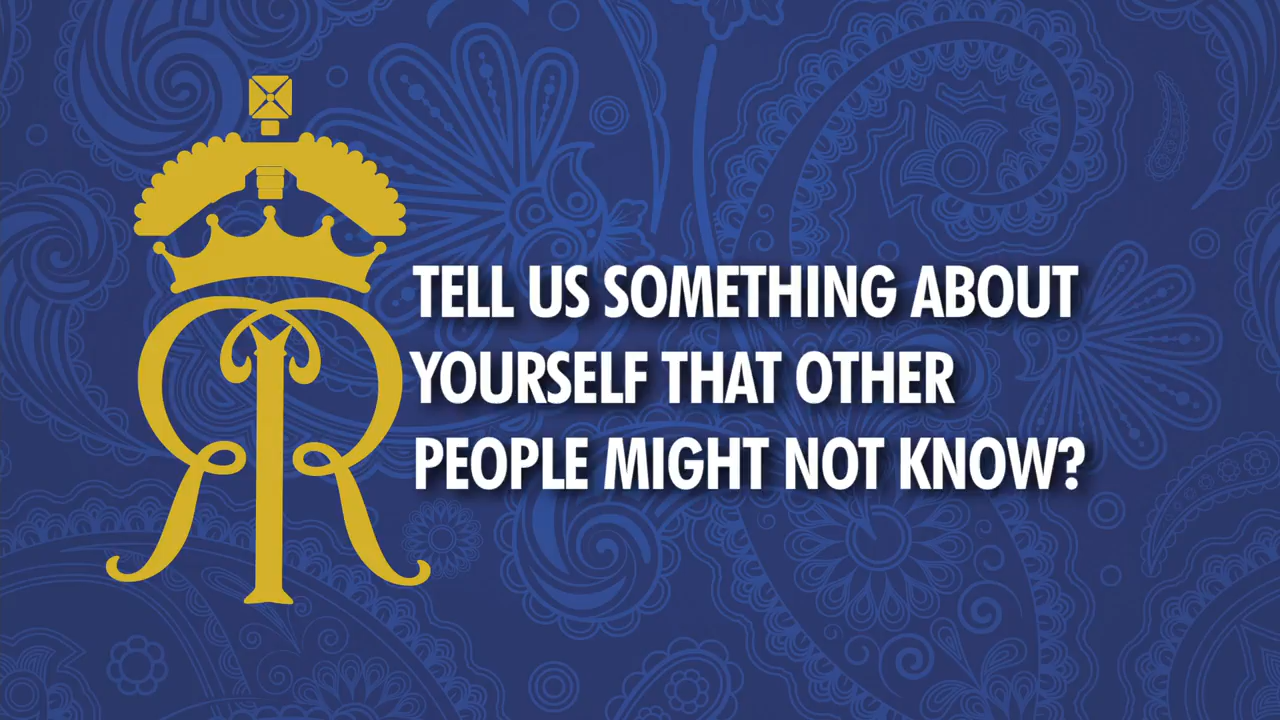 TELL US SOMETHING ABOUT
YOURSELF THAT OTHER
PEOPLE MIGHT NOT KNOW?